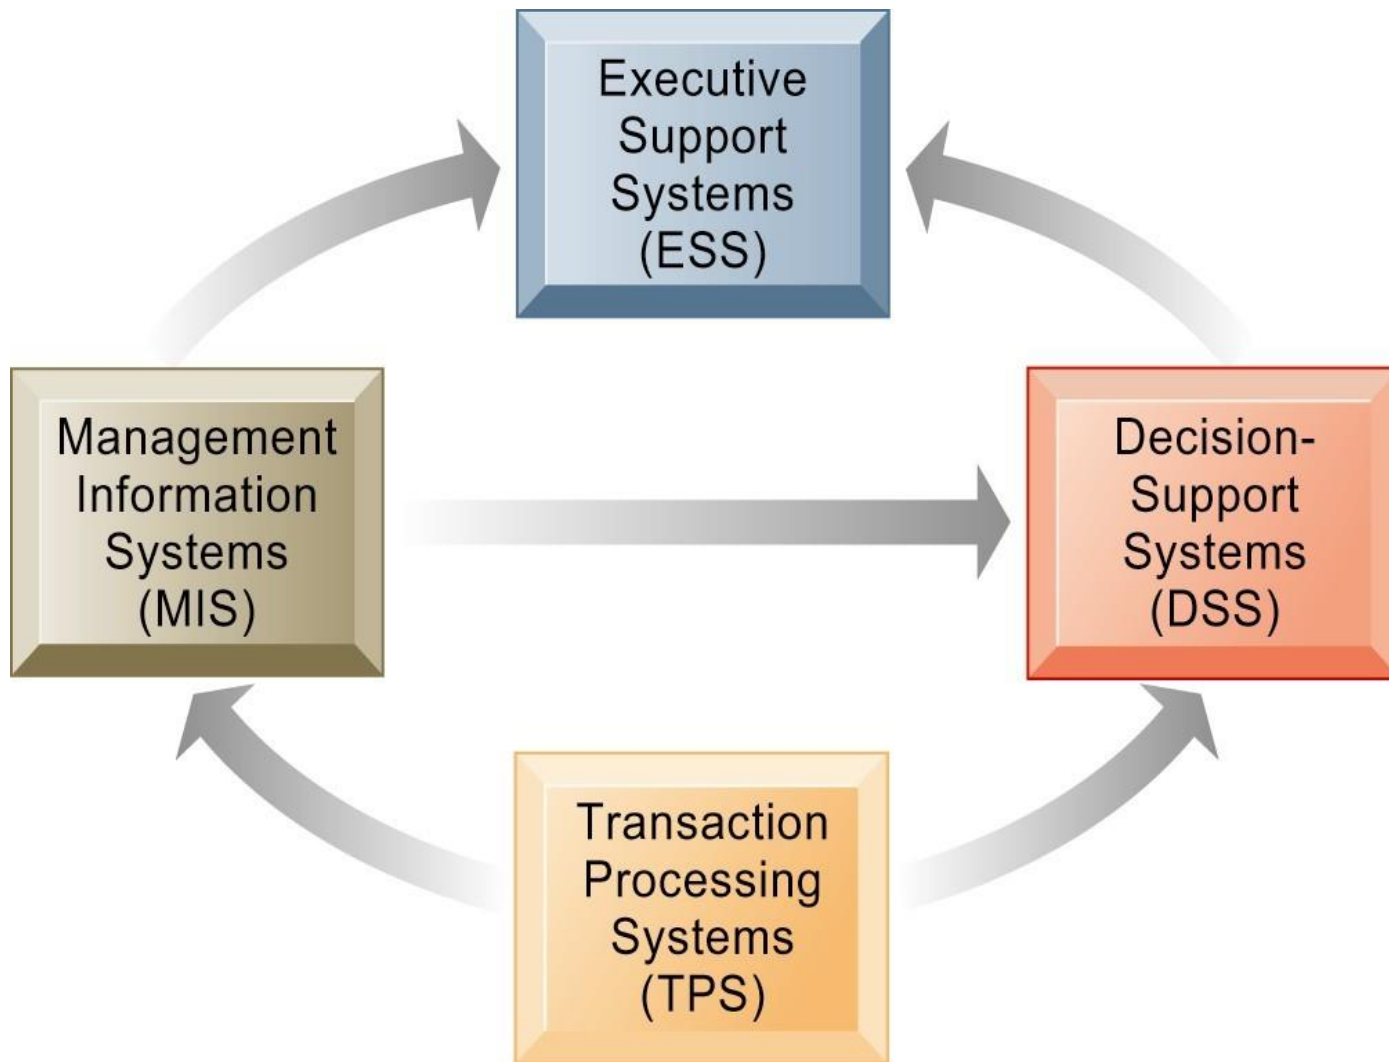 Executive
Support
Systems
(ESS)
Management
Information
Systems
(MIS)
Decision-
Support
Systems
(DSS)
Transaction
Processing
Systems
(TPS)